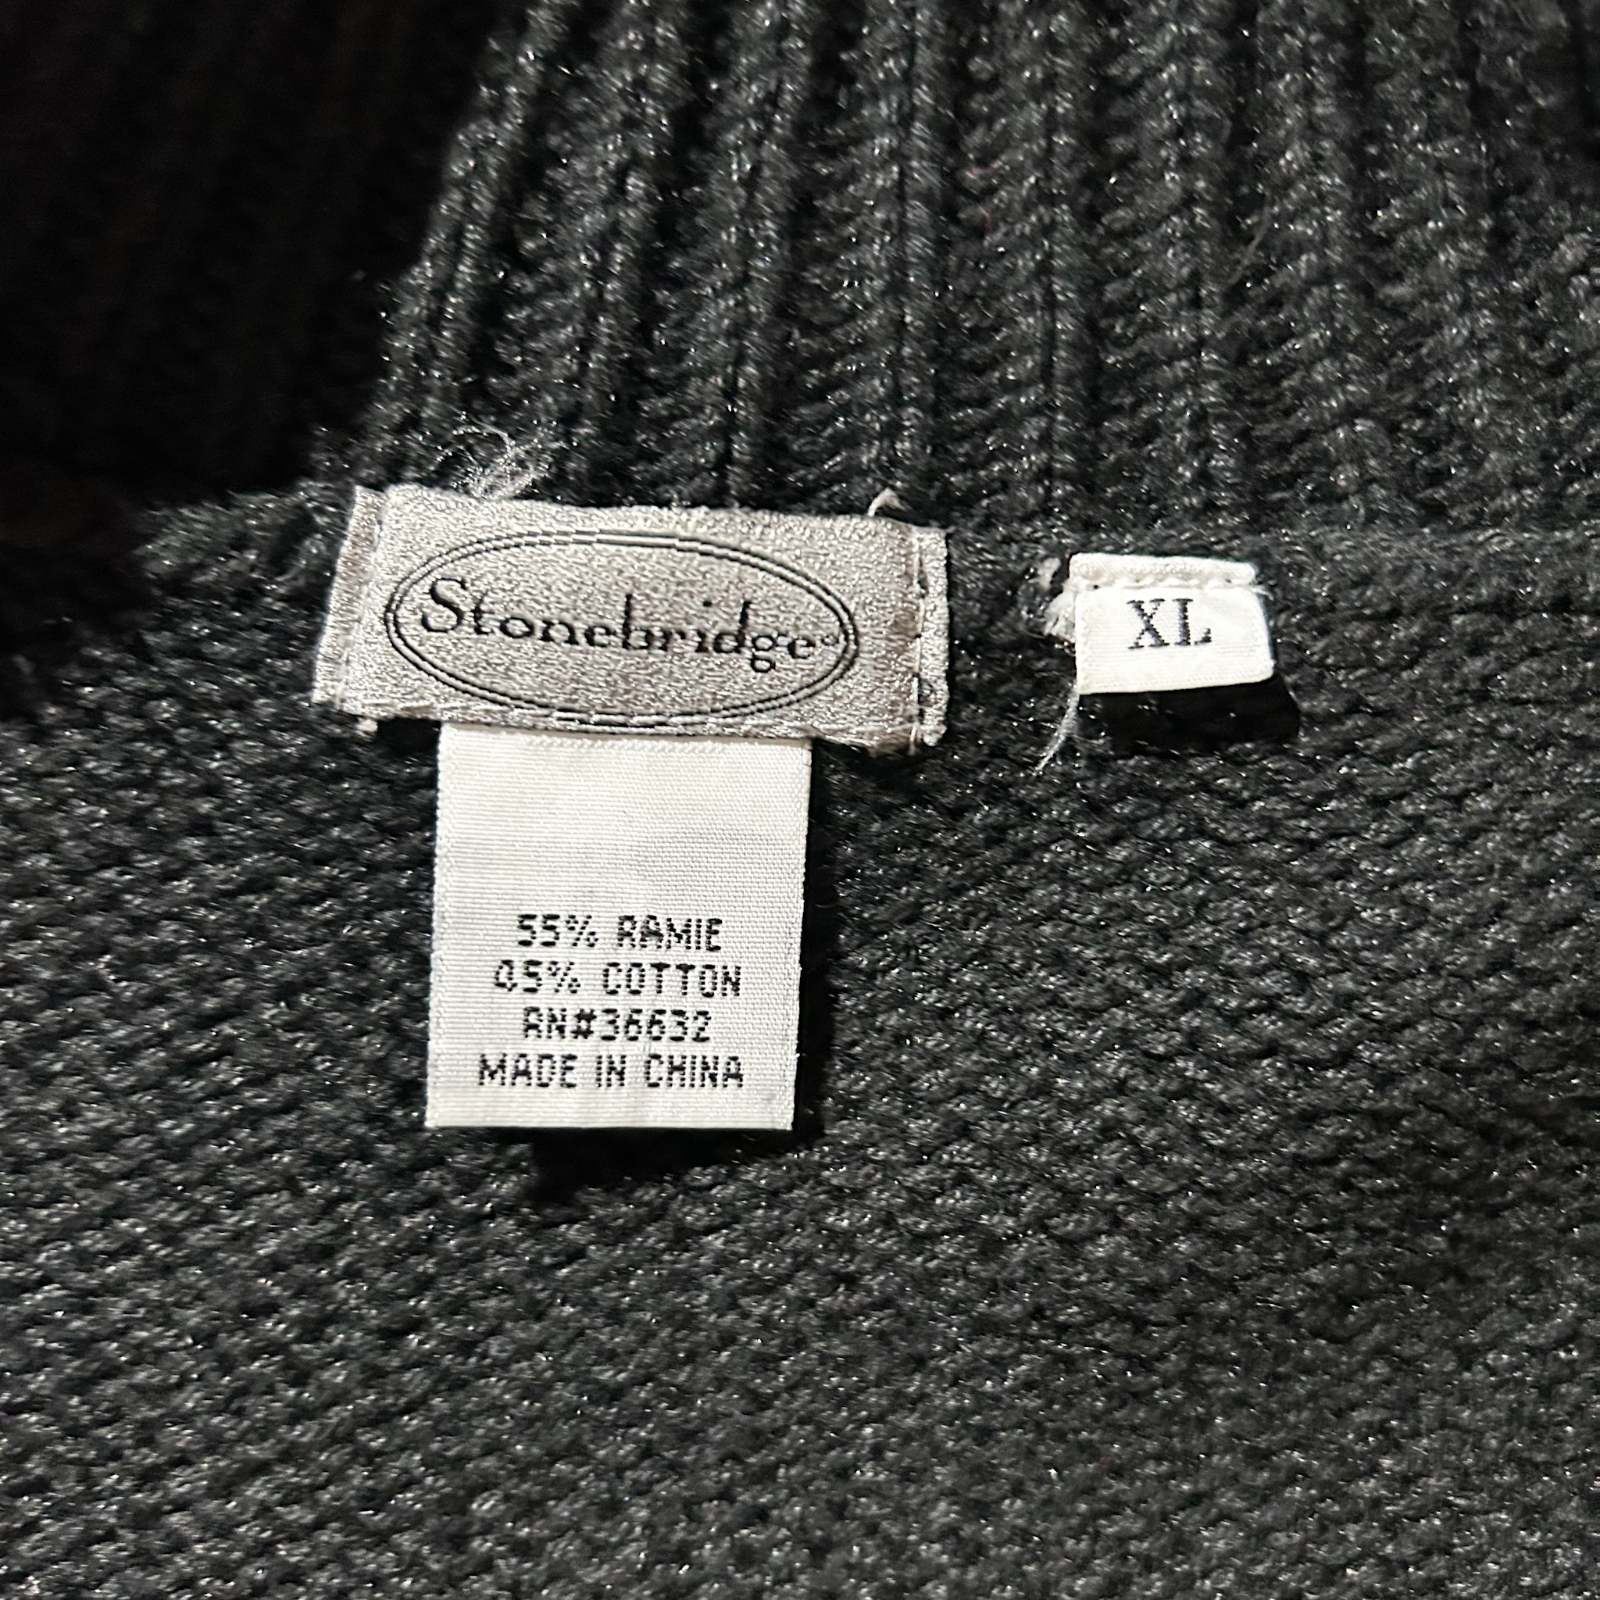 Stonebridge®
XL
55% RAMIE
45% COTTON
RN#36632
MADE IN CHINA